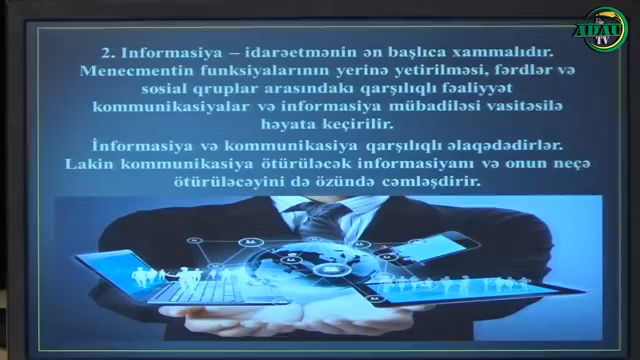 ADAU
TV
2. Informasiya – idarəetmənin ən başlıca xammalıdır.
Menecmentin funksiyalarının yerinə yetirilməsi, fərdlər və
sosial qruplar arasındakı qarşılıqlı fəaliyyət
kommunikasiyalar və informasiya mübadiləsi vasitəsilə
həyata keçirilir.
İnformasiya və kommunikasiya qarşılıqlı əlaqədədirlər.
Lakin kommunikasiya ötürüləcək informasiyanı və onun neçə
ötürüləcəyini də özündə cəmləşdirir.